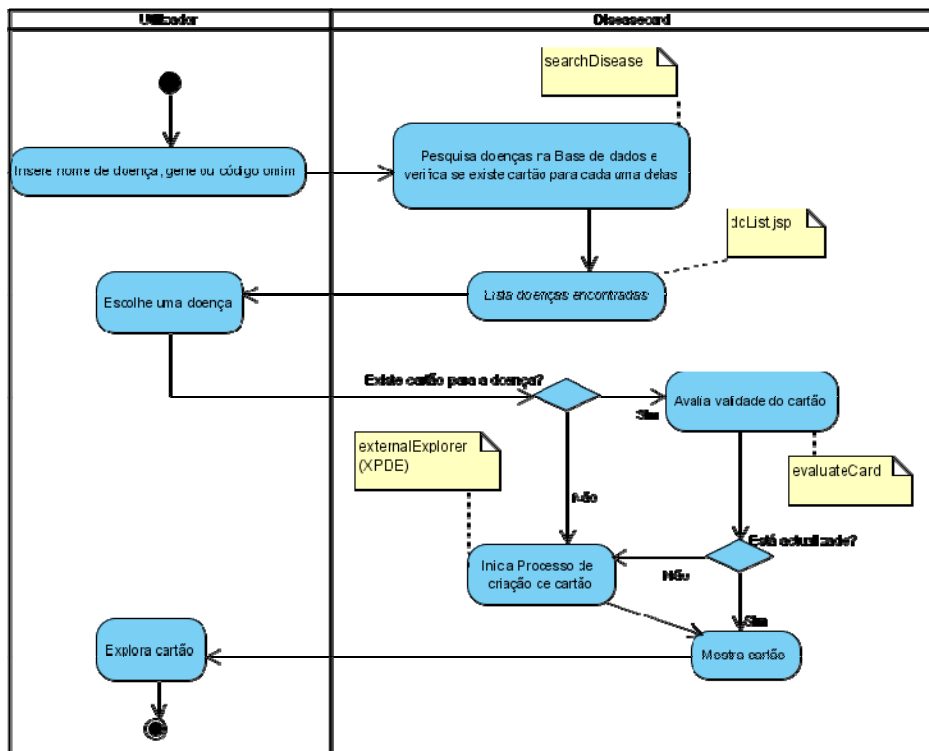 Utilizador
Diseasecard
searchDisease
Insere nome de doença, gene ou código omim
Pesquisa doenças na Base de dados e
verifica se existe cartão para cada uma delas
dcList.jsp
Lista doenças encontradas
Escolhe uma doença
Existe cartão para a doença?
Sim
Avalia validade do cartão
externalExplorer
(XPDE)
evaluateCard
Não
Está actualizado?
Inicia Processo de
criação de cartão
Não
Sim
Explora cartão
Mostra cartão